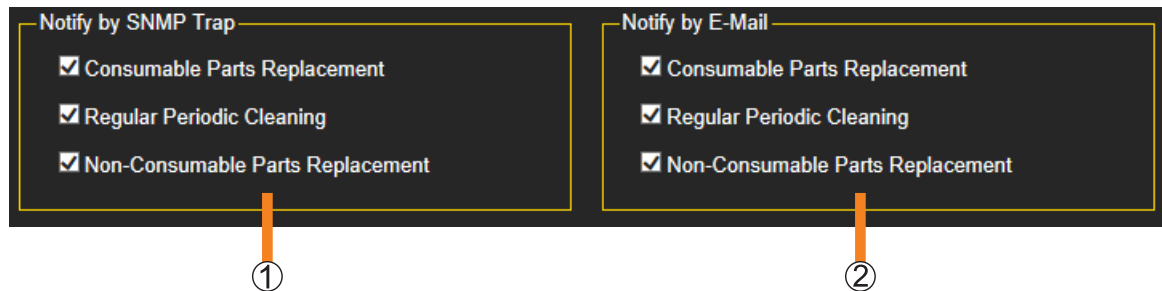 Notify by SNMP Trap
Consumable Parts Replacement
Regular Periodic Cleaning
Non-Consumable Parts Replacement
Notify by E-Mail
Consumable Parts Replacement
Regular Periodic Cleaning
Non-Consumable Parts Replacement
① ②